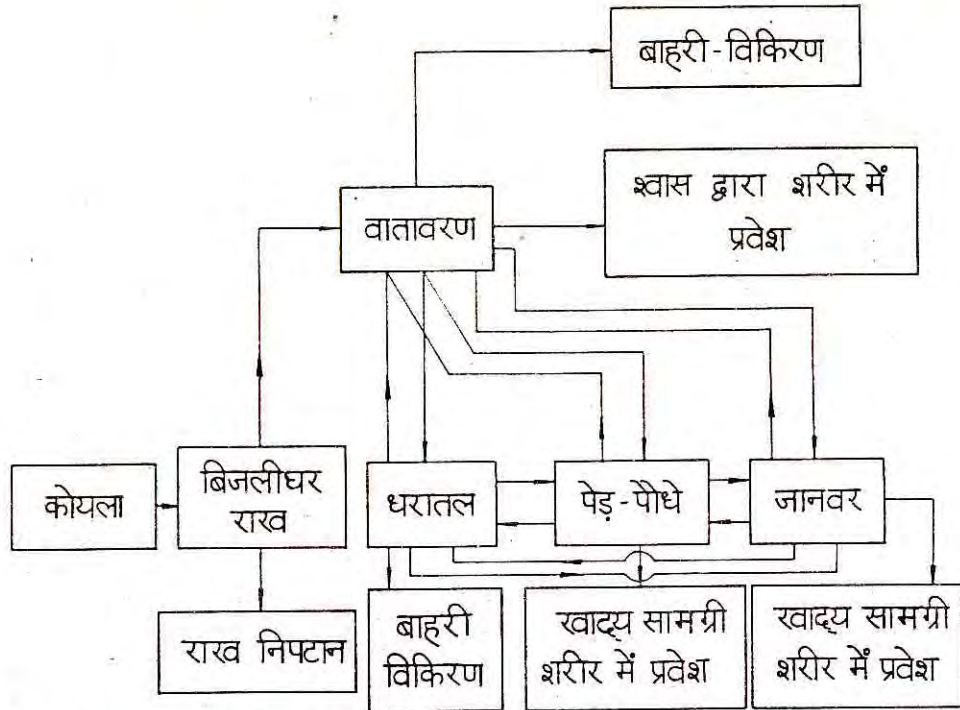 बाहरी-विकिरण
श्वास द्वारा शरीर में
प्रवेश
वातावरण
कोयला
बिजलीघर
राख
धरातल
पेड़-पौधे
जानवर
राख निपटान
बाहरी
विकिरण
खाद्य सामग्री
शरीर में प्रवेश
खाद्य सामग्री
शरीर में प्रवेश